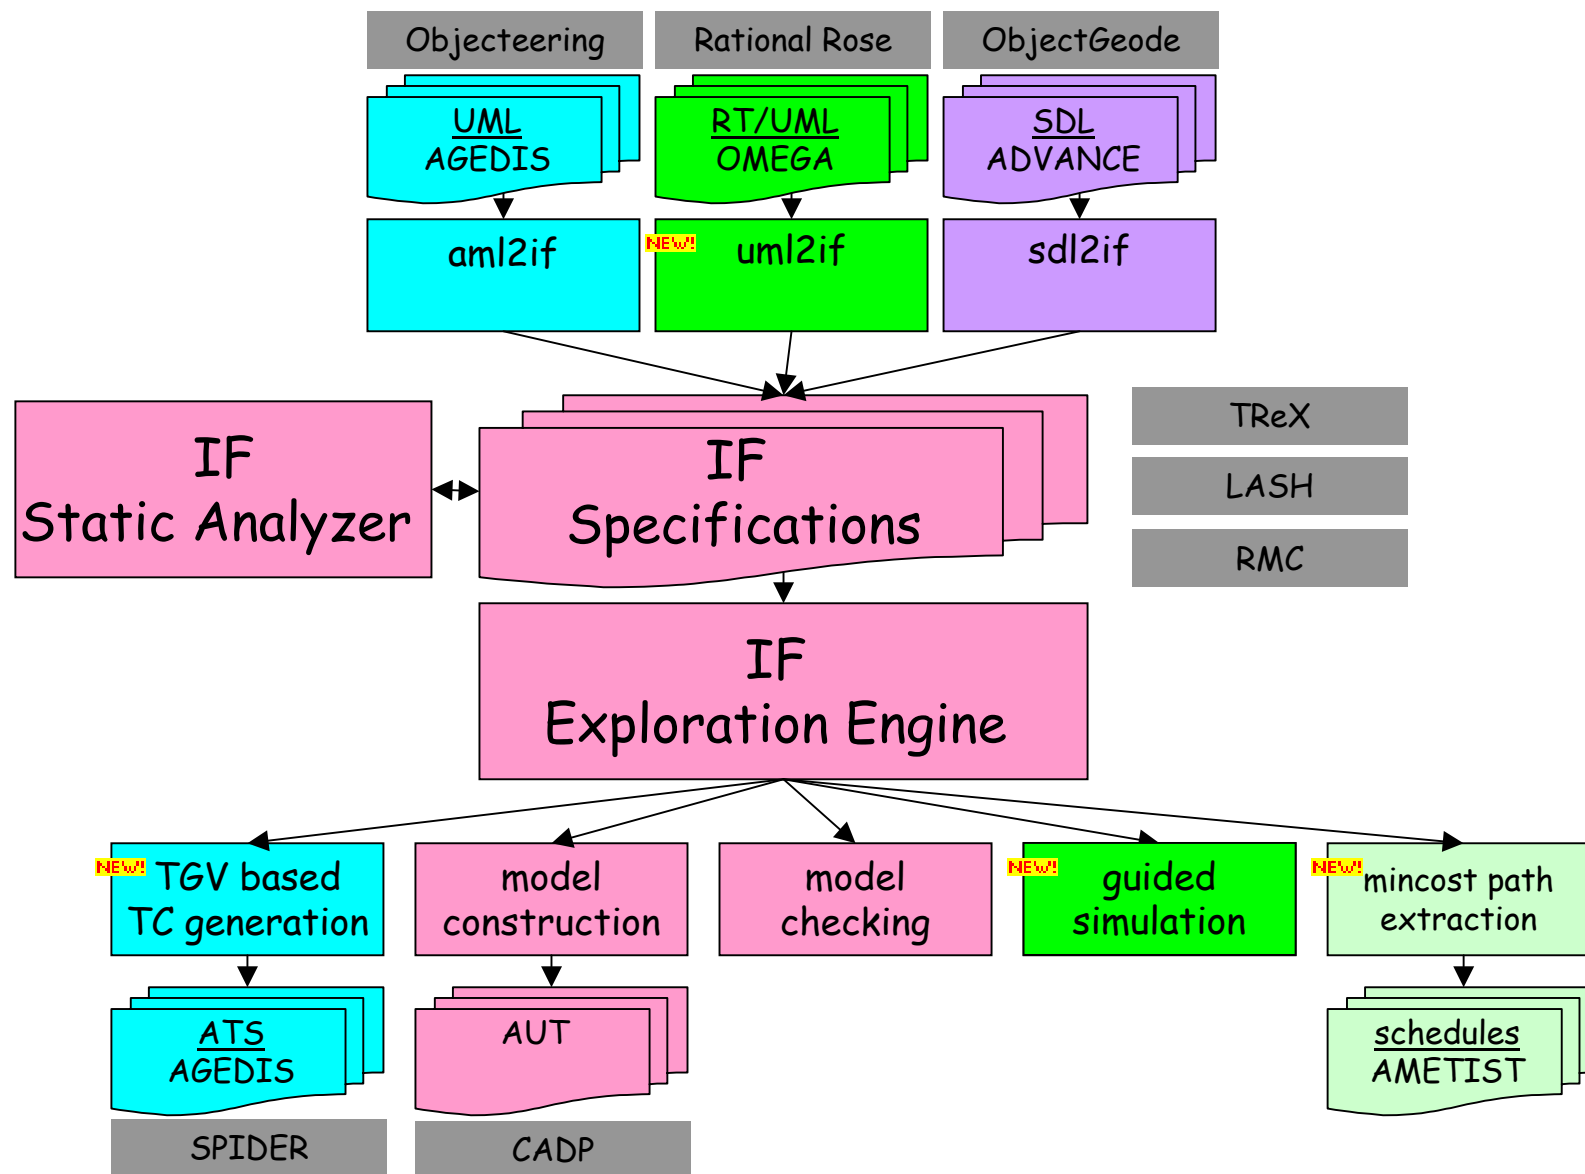 Objecteering
Rational Rose
ObjectGeode
UML
AGEDIS
RT/UML
OMEGA
SDL
ADVANCE
aml2if
NEW!
uml2if
sdl2if
IF
Static Analyzer
IF
Specifications
TReX
LASH
RMC
IF
Exploration Engine
NEW!
TGV based
TC generation
model
construction
model
checking
NEW!
guided
simulation
NEW!
mincost path
extraction
ATS
AGEDIS
AUT
schedules
AMETIST
SPIDER
CADP